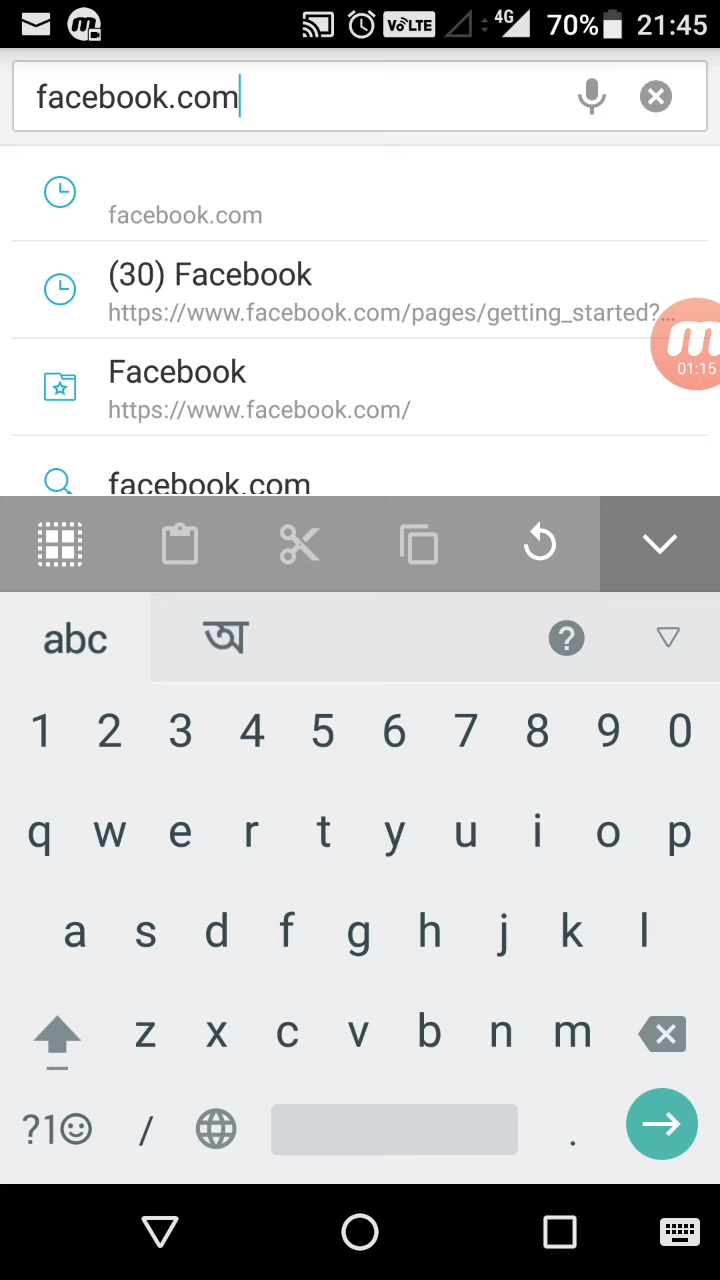 VoLTE 4G 70% 21:45
facebook.com
facebook.com
(30) Facebook
https://www.facebook.com/pages/getting_started?...
m
01:15
Facebook
https://www.facebook.com/
facebook.com
abc অ ?
1 2 3 4 5 6 7 8 9 0
q w e r t y u i o p
a s d f g h j k l
z x c v b n m
?1☺ / .